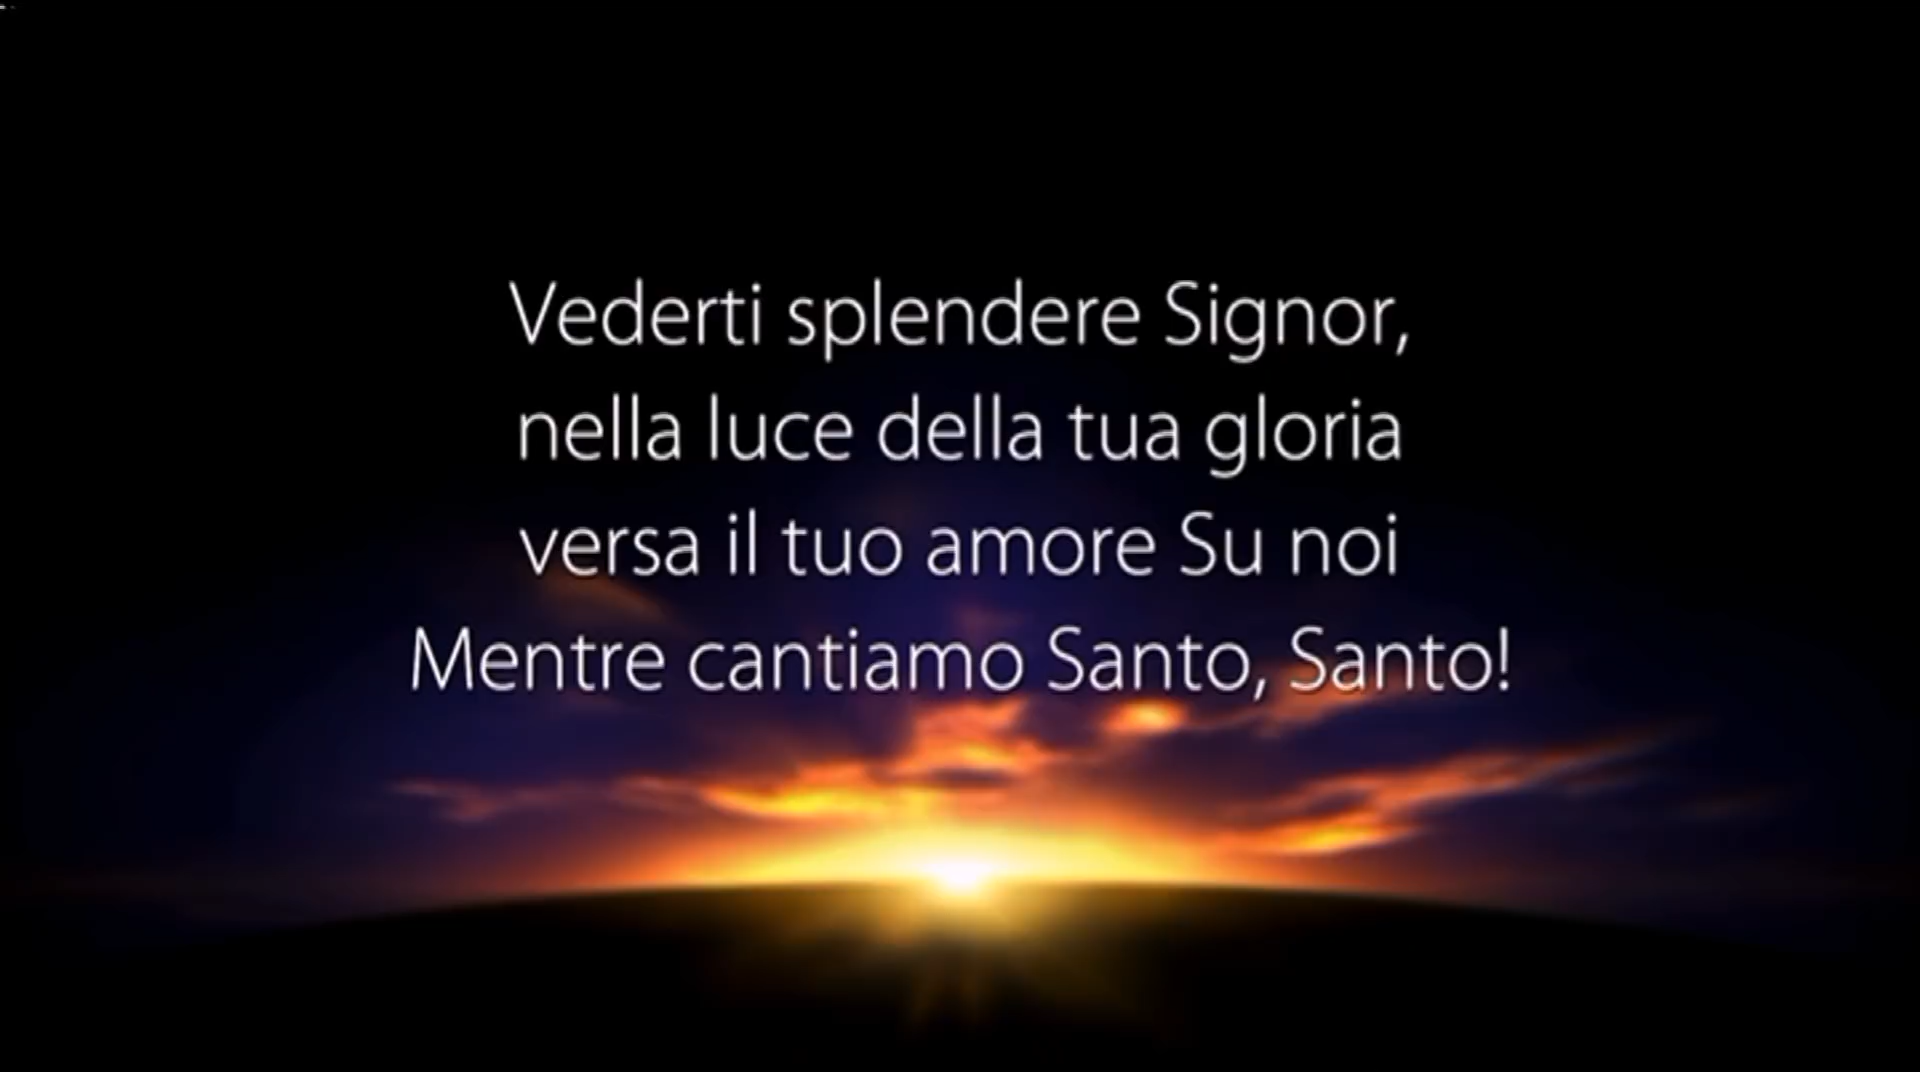 Vederti splendere Signor,
nella luce della tua gloria
versa il tuo amore Su noi
Mentre cantiamo Santo, Santo!